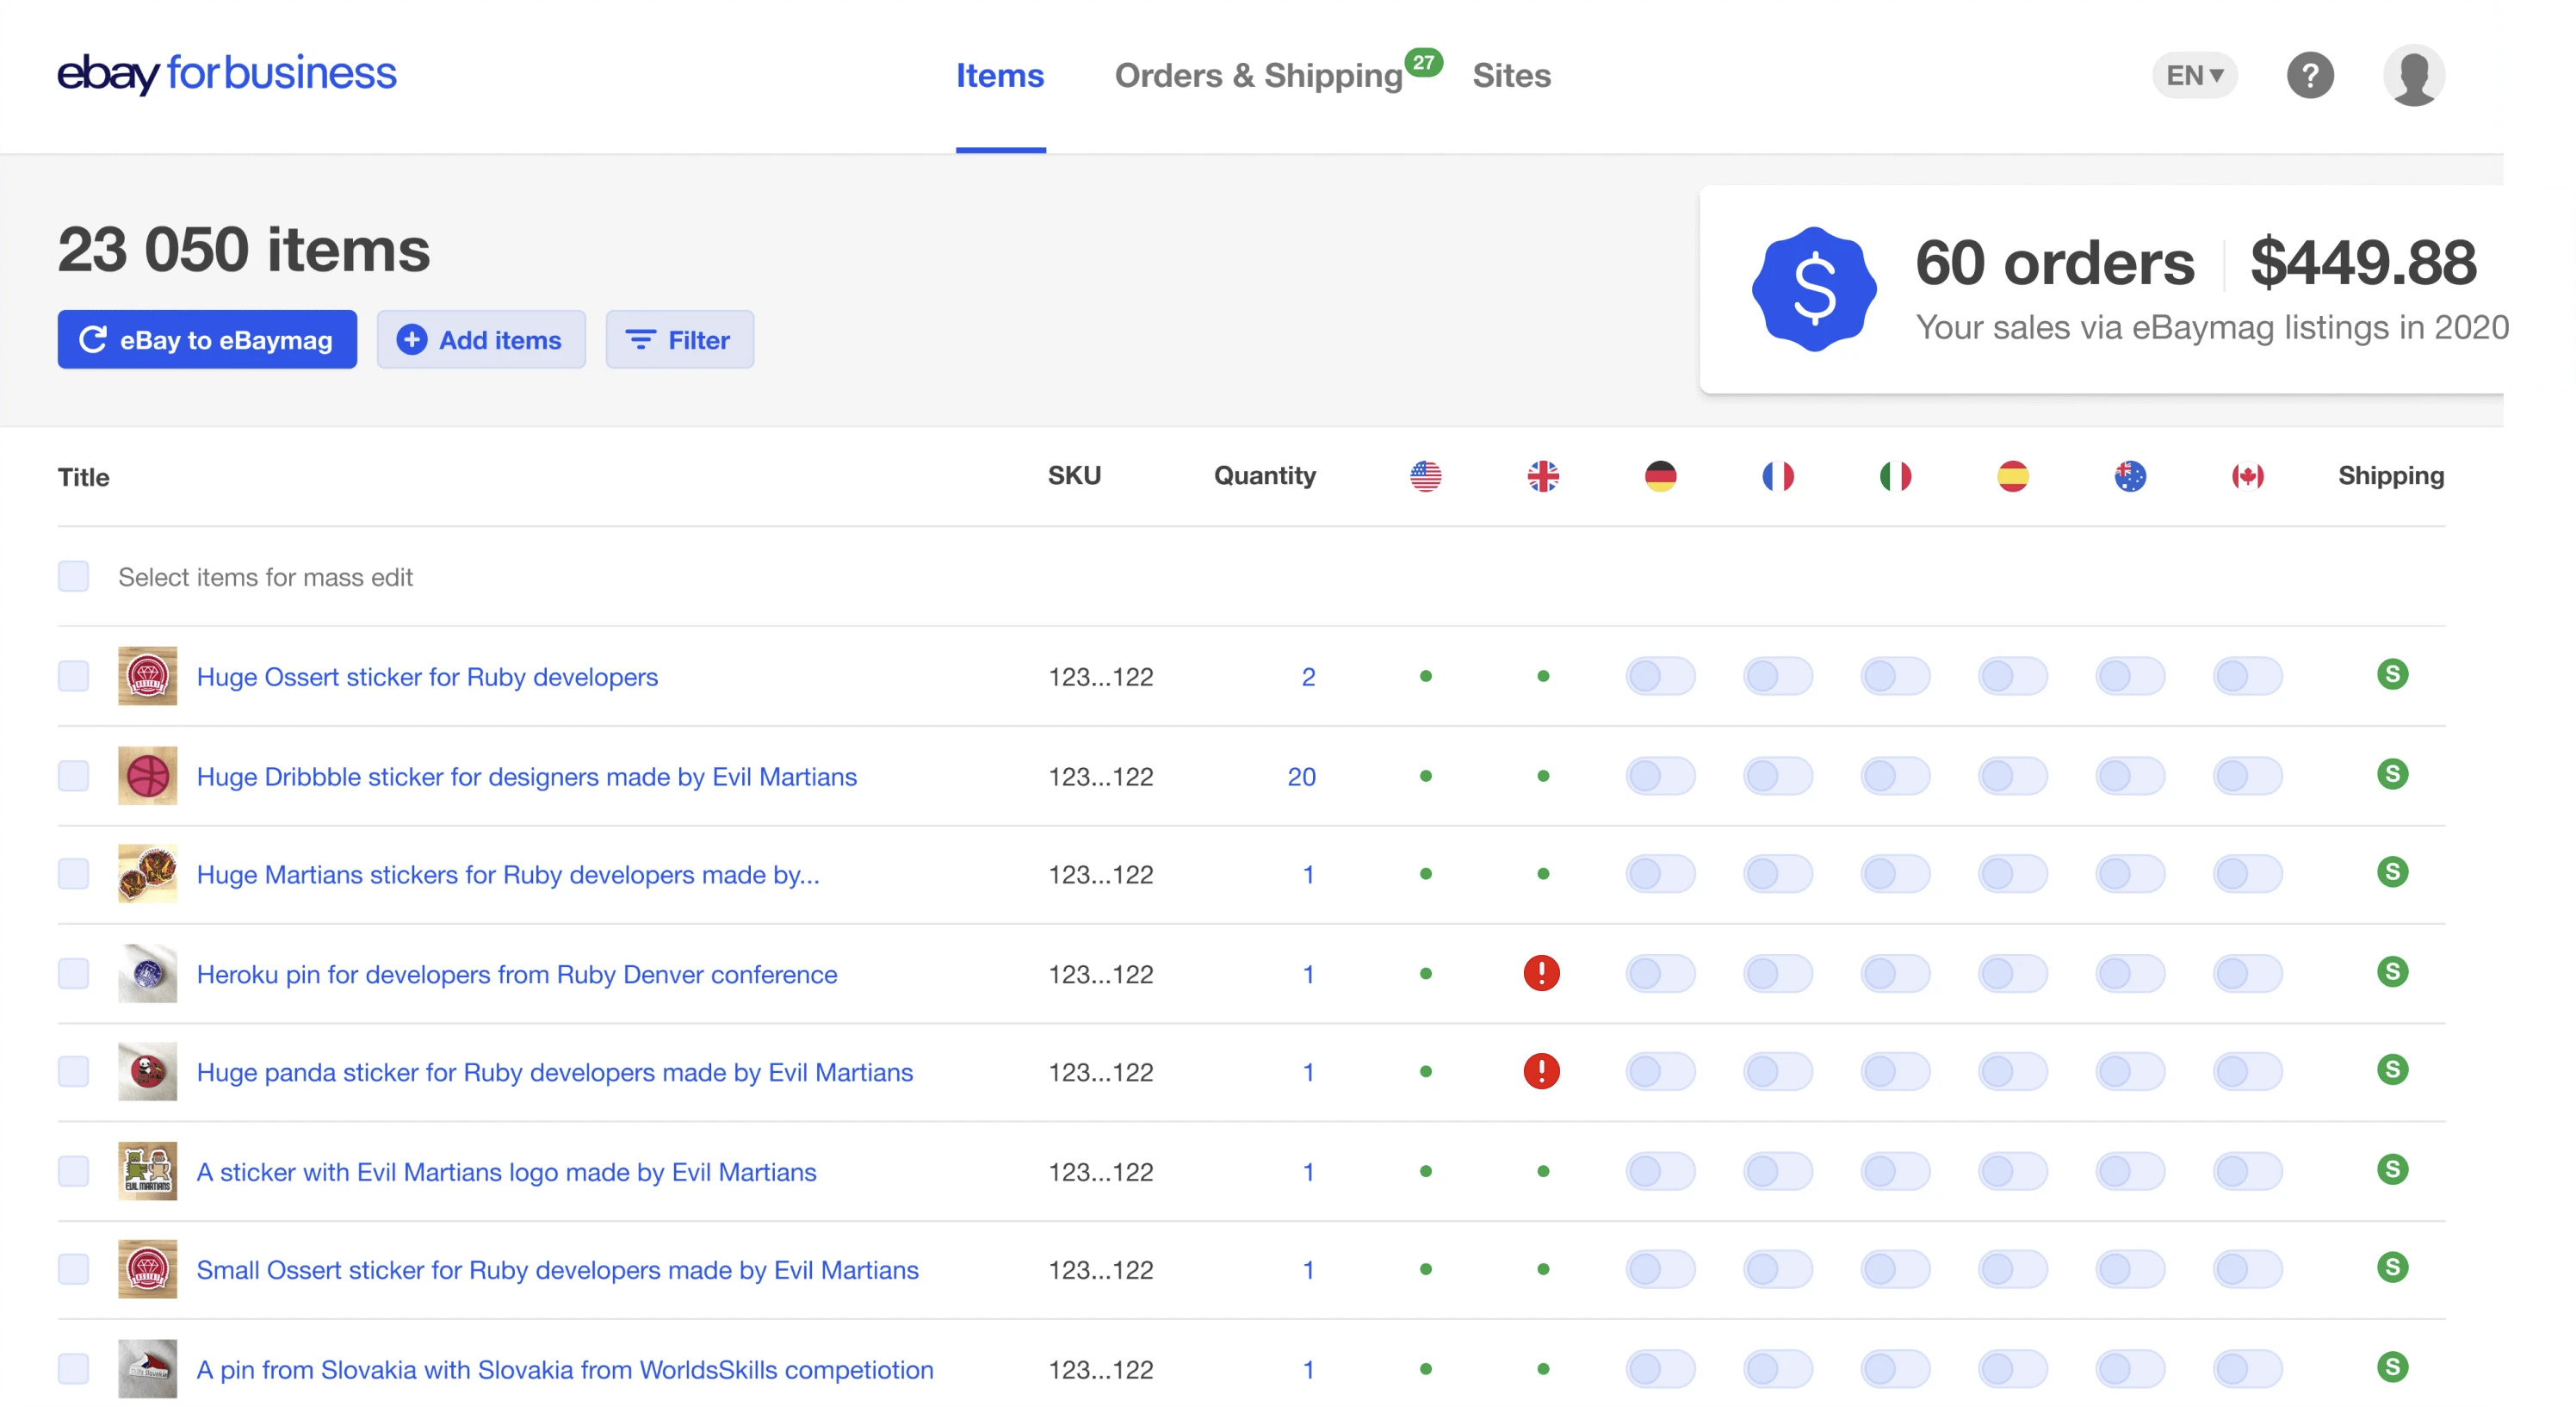 ebay for business
Items
Orders & Shipping 27
Sites
EN ▾
?
23 050 items
eBay to eBaymag
Add items
Filter
$
60 orders
$449.88
Your sales via eBaymag listings in 2020
Title SKU Quantity Shipping
Select items for mass edit
Huge Ossert sticker for Ruby developers 123...122 2 S
Huge Dribbble sticker for designers made by Evil Martians 123...122 20 S
Huge Martians stickers for Ruby developers made by... 123...122 1 S
Heroku pin for developers from Ruby Denver conference 123...122 1 ! S
Huge panda sticker for Ruby developers made by Evil Martians 123...122 1 ! S
EVIL MARTIANS
A sticker with Evil Martians logo made by Evil Martians 123...122 1 S
Small Ossert sticker for Ruby developers made by Evil Martians 123...122 1 S
A pin from Slovakia with Slovakia from WorldsSkills competiotion 123...122 1 S